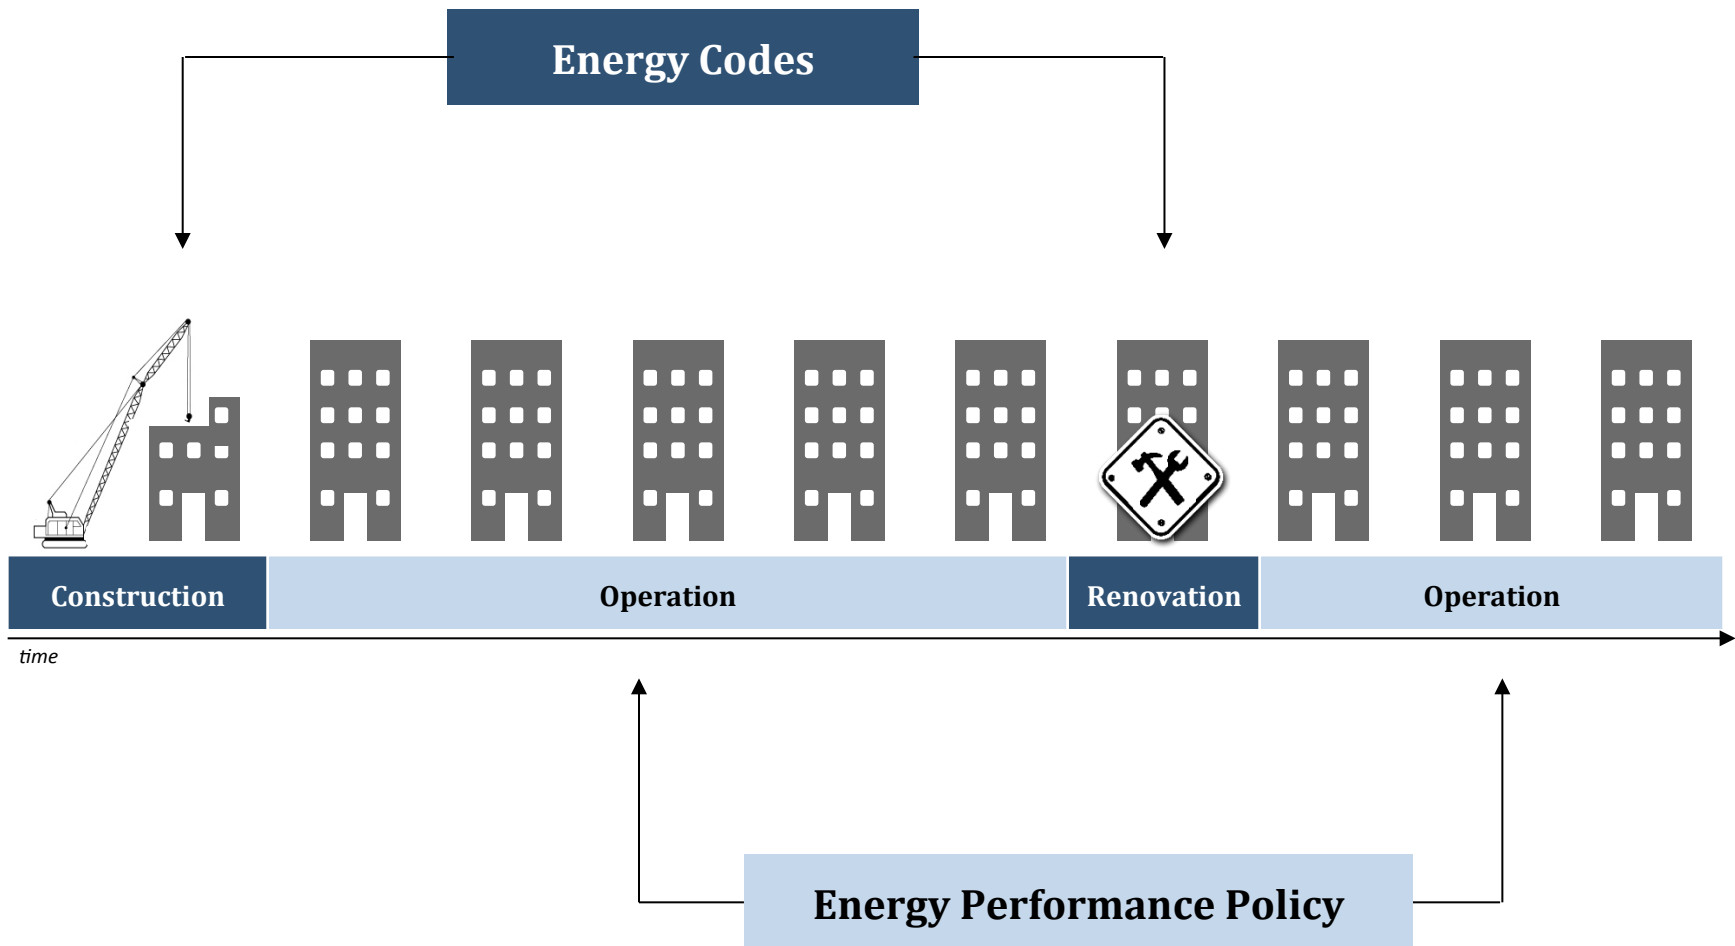 Energy Codes
Construction
Operation
Renovation
Operation
time
Energy Performance Policy